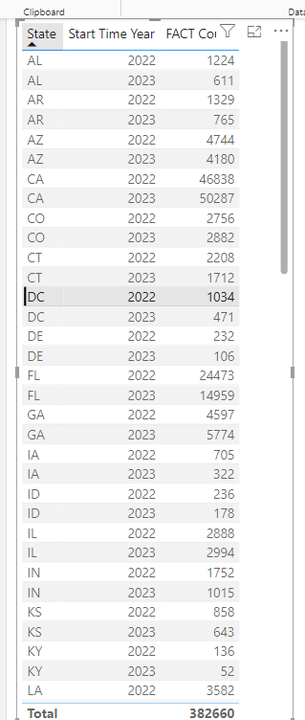 Clipboard
State Start Time Year FACT Cou
AL 2022 1224
AL 2023 611
AR 2022 1329
AR 2023 765
AZ 2022 4744
AZ 2023 4180
CA 2022 46838
CA 2023 50287
CO 2022 2756
CO 2023 2882
CT 2022 2208
CT 2023 1712
DC 2022 1034
DC 2023 471
DE 2022 232
DE 2023 106
FL 2022 24473
FL 2023 14959
GA 2022 4597
GA 2023 5774
IA 2022 705
IA 2023 322
ID 2022 236
ID 2023 178
IL 2022 2888
IL 2023 2994
IN 2022 1752
IN 2023 1015
KS 2022 858
KS 2023 643
KY 2022 136
KY 2023 52
LA 2022 3582
Total 382660